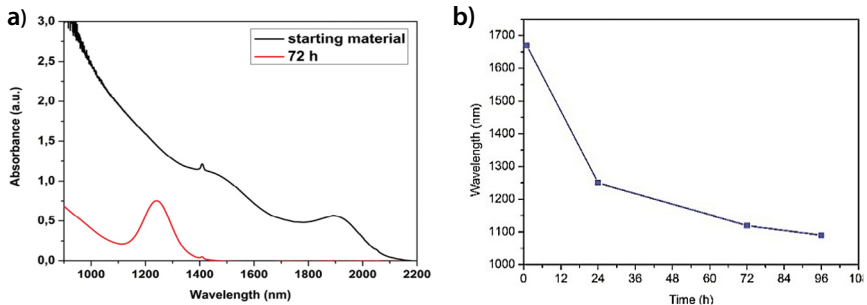 a)
3,0
2,5
2,0
1,5
1,0
0,5
0,0
Absorbance (a.u.)
starting material
72 h
1000 1200 1400 1600 1800 2000 2200
Wavelength (nm)
b)
1700
1600
1500
1400
1300
1200
1100
1000
Wavelength (nm)
0 12 24 36 48 60 72 84 96 108
Time (h)